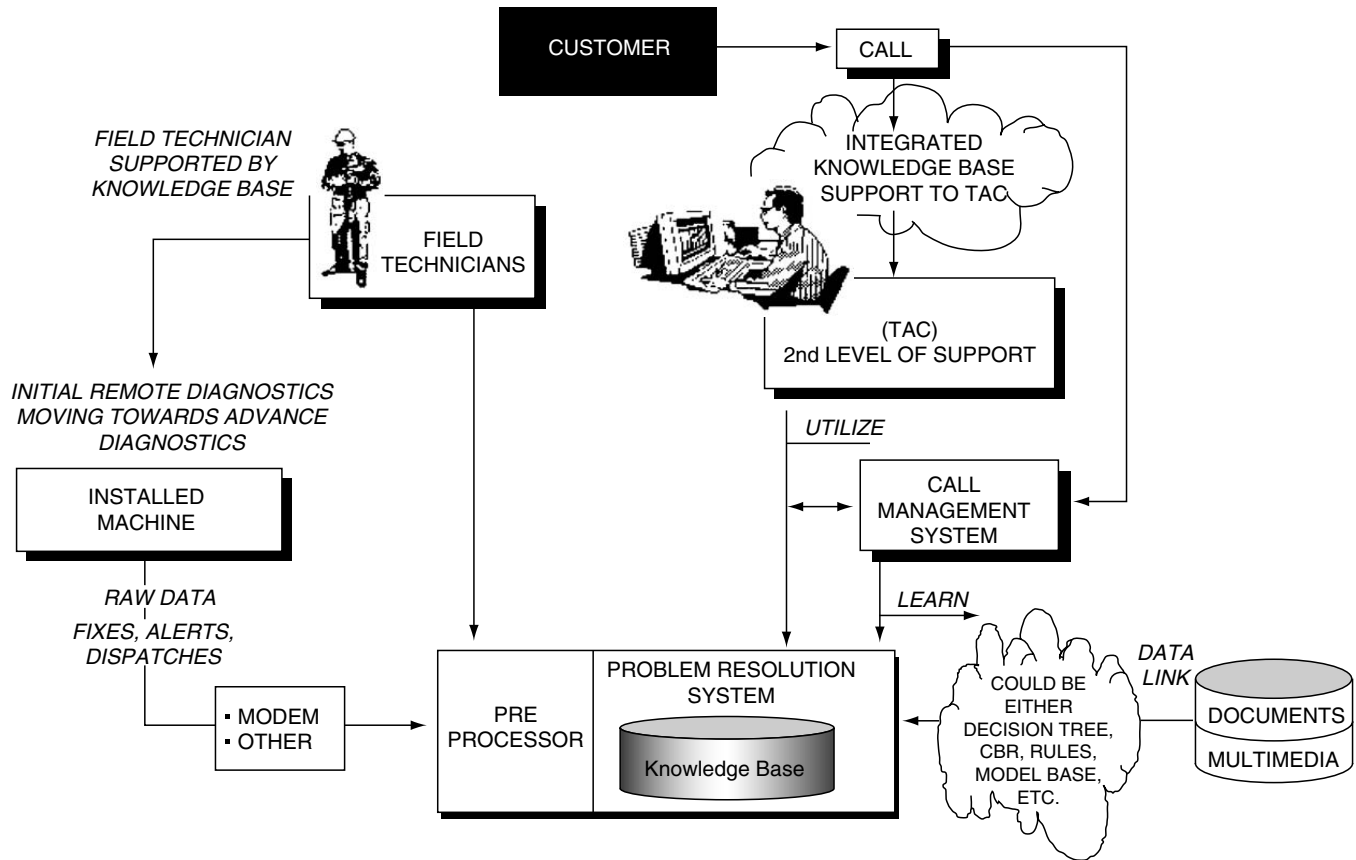 CUSTOMER
CALL
FIELD TECHNICIAN
SUPPORTED BY
KNOWLEDGE BASE
INTEGRATED
KNOWLEDGE BASE
SUPPORT TO TAC
FIELD
TECHNICIANS
(TAC)
2nd LEVEL OF SUPPORT
INITIAL REMOTE DIAGNOSTICS
MOVING TOWARDS ADVANCE
DIAGNOSTICS
UTILIZE
INSTALLED
MACHINE
CALL
MANAGEMENT
SYSTEM
RAW DATA
FIXES, ALERTS,
DISPATCHES
LEARN
▪ MODEM
▪ OTHER
PRE
PROCESSOR
PROBLEM RESOLUTION
SYSTEM
Knowledge Base
COULD BE
EITHER
DECISION TREE,
CBR, RULES,
MODEL BASE,
ETC.
DATA
LINK
DOCUMENTS
MULTIMEDIA